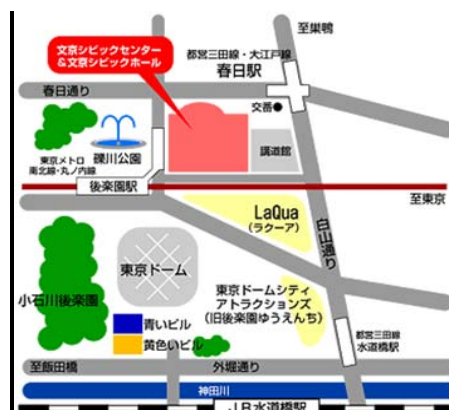 至巣鴨
文京シビックセンター
&文京シビックホール
都営三田線・大江戸線
春日駅
春日通り
交番●
礫川公園
講道館
東京メトロ
南北線・丸ノ内線
後楽園駅
至東京
LaQua
(ラクーア)
白山通り
東京ドーム
小石川後楽園
東京ドームシティ
アトラクションズ
(旧後楽園ゆうえんち)
青いビル
黄色いビル
都営三田線
水道橋駅
至飯田橋
外堀通り
神田川
JR水道橋駅